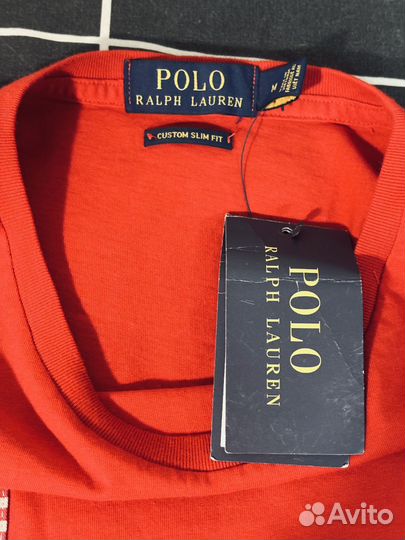 POLO
RALPH LAUREN
M
CUSTOM SLIM FIT
POLO
RALPH LAUREN
Avito